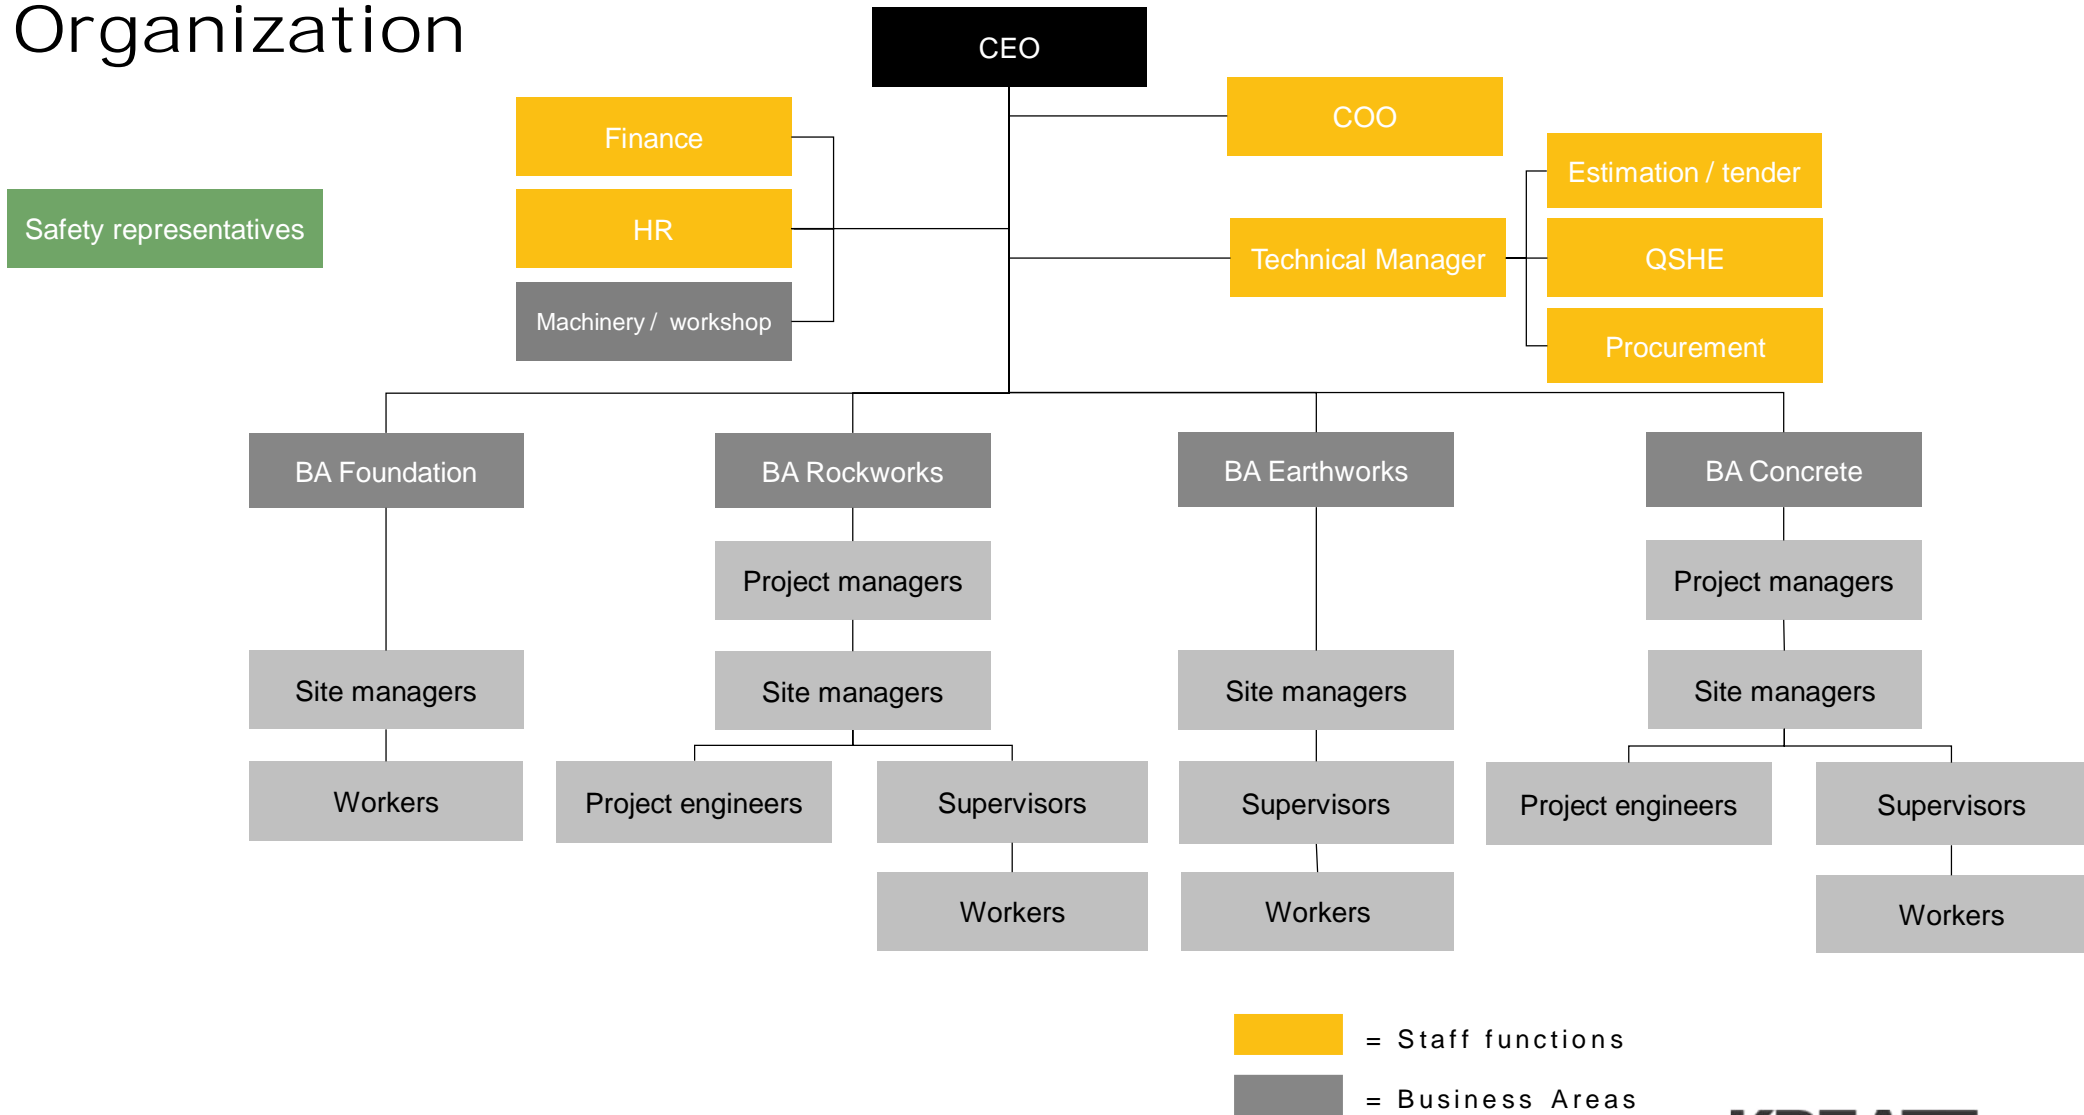 Organization
CEO
Finance
COO
Estimation / tender
Safety representatives
HR
Technical Manager
QSHE
Machinery / workshop
Procurement
BA Foundation
BA Rockworks
BA Earthworks
BA Concrete
Project managers
Project managers
Site managers
Site managers
Site managers
Site managers
Workers
Project engineers
Supervisors
Supervisors
Project engineers
Supervisors
Workers
Workers
Workers
= Staff functions
= Business Areas